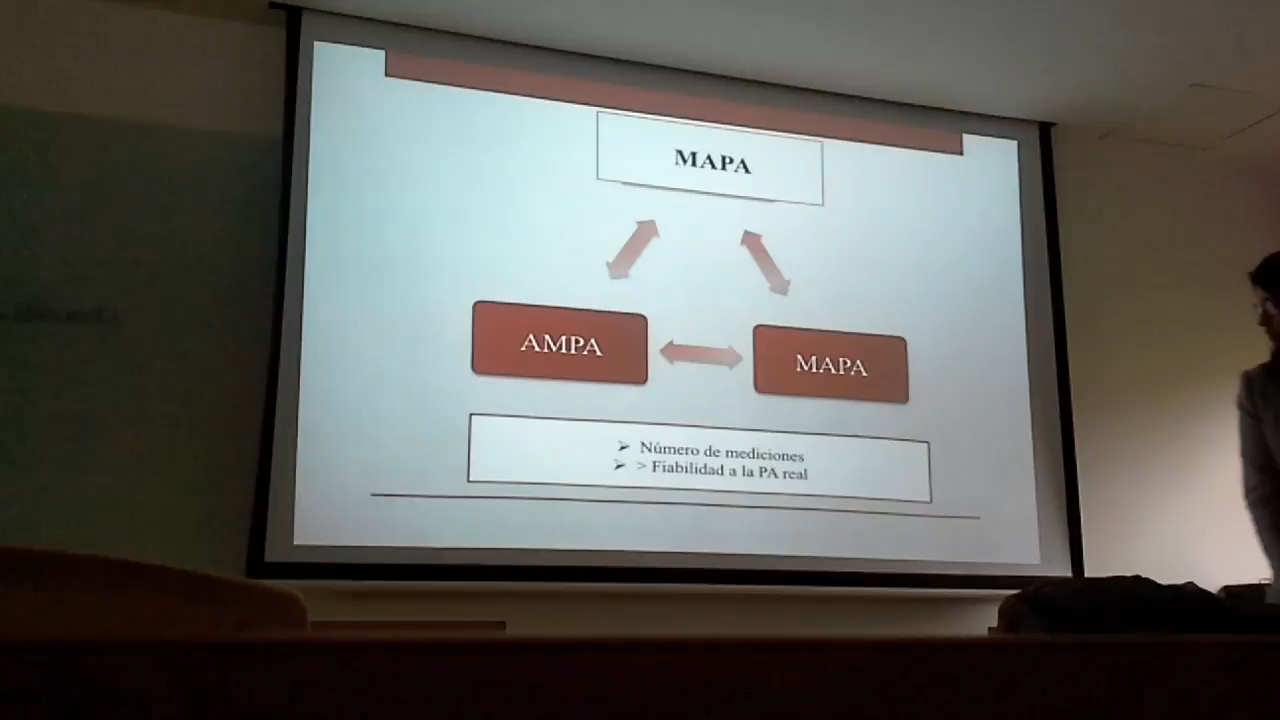 MAPA
AMPA
MAPA
➢ Número de mediciones
➢ > Fiabilidad a la PA real